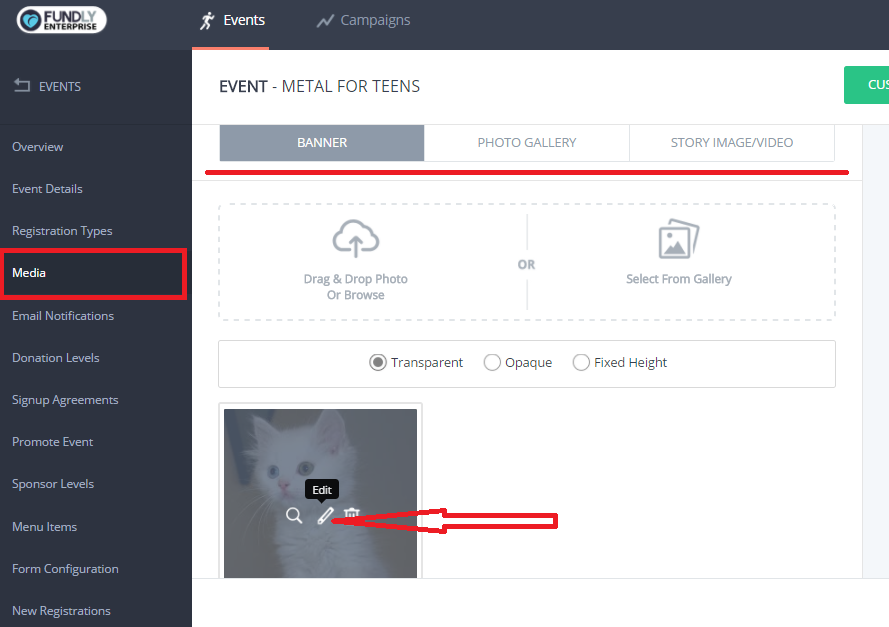 FUNDLY
ENTERPRISE
Events
Campaigns
EVENTS
EVENT - METAL FOR TEENS
CUS
Overview
Event Details
Registration Types
Media
Email Notifications
Donation Levels
Signup Agreements
Promote Event
Sponsor Levels
Menu Items
Form Configuration
New Registrations
BANNER
PHOTO GALLERY
STORY IMAGE/VIDEO
Drag & Drop Photo
Or Browse
OR
Select From Gallery
Transparent
Opaque
Fixed Height
Edit